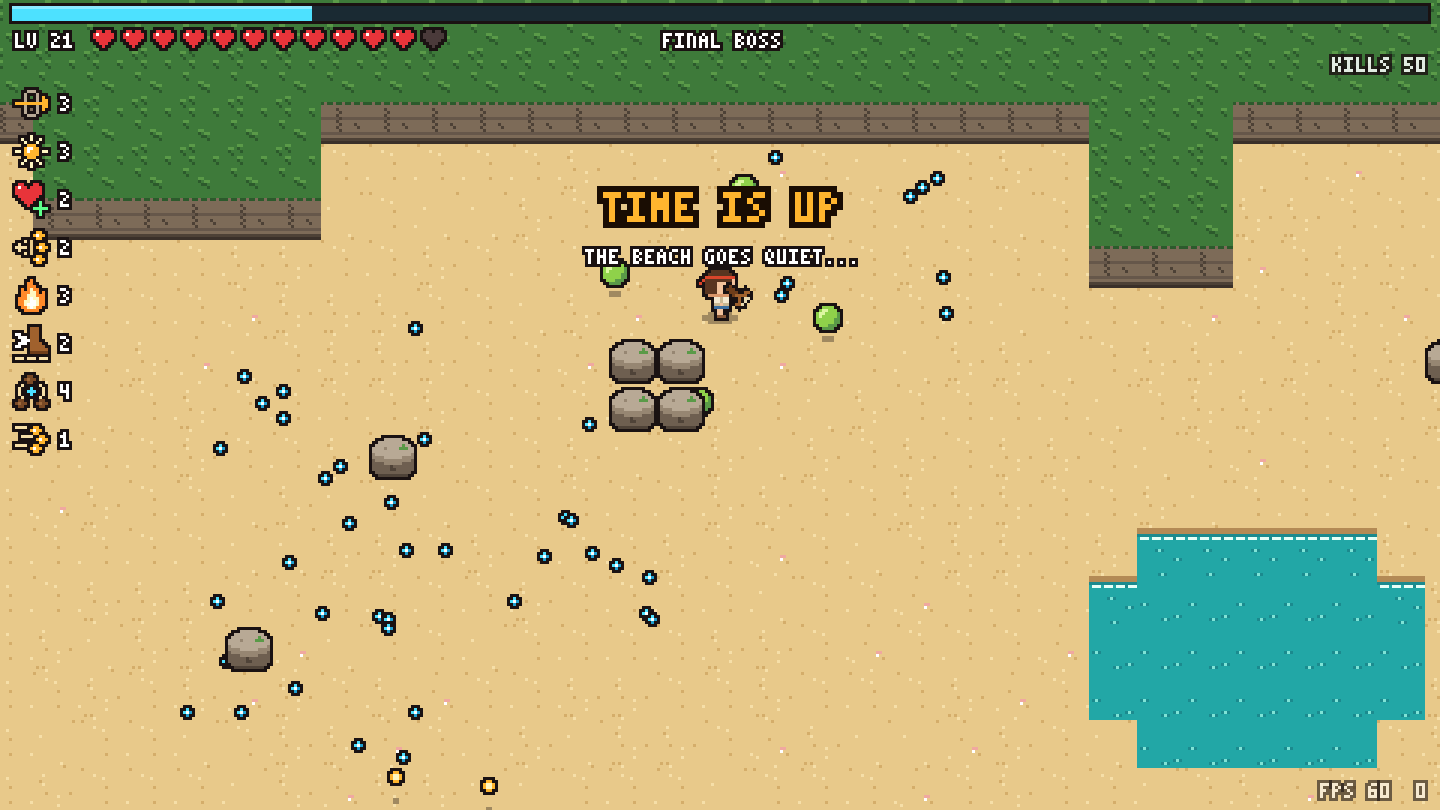 LV 21
FINAL BOSS
KILLS 50
3
3
2
2
3
2
4
1
TIME IS UP
THE BEACH GOES QUIET...
FPS 60 0